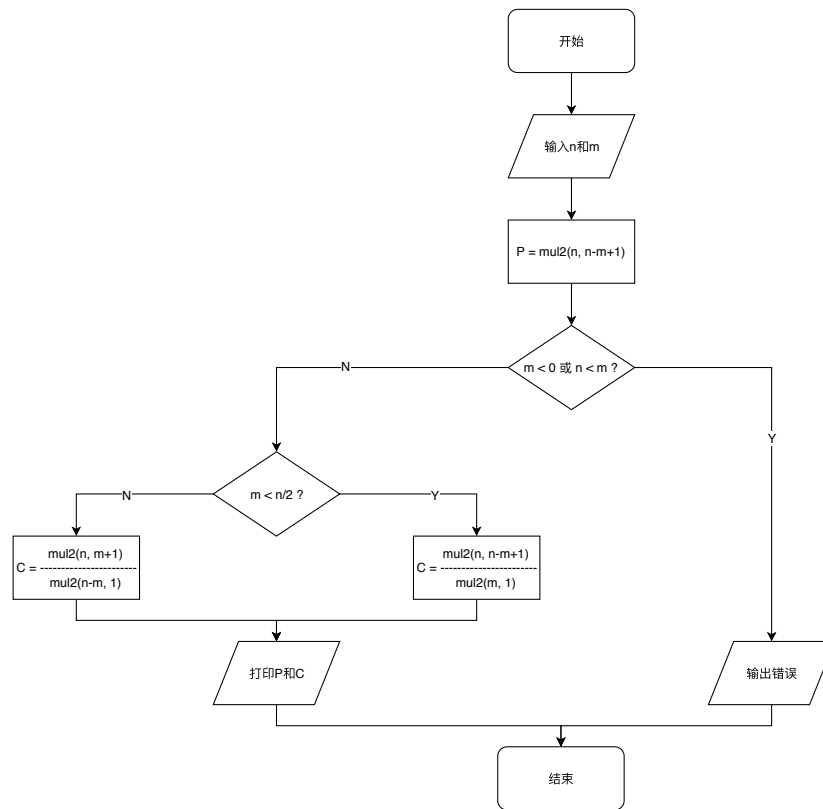 开始
输入n和m
P = mul2(n, n-m+1)
m < 0 或 n < m ?
N
Y
m < n/2 ?
N
Y
mul2(n, m+1)
C = ------------------------
mul2(n-m, 1)
mul2(n, n-m+1)
C = ------------------------
mul2(m, 1)
打印P和C
输出错误
结束